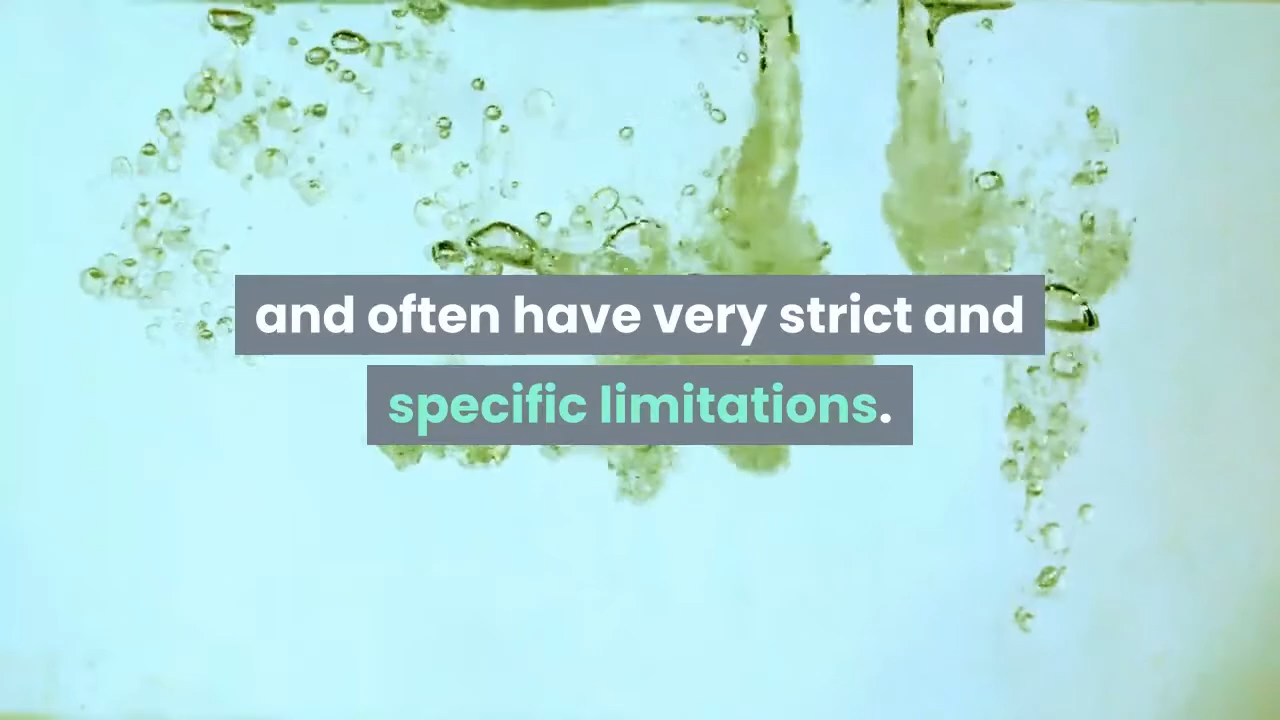 and often have very strict and
specific limitations.